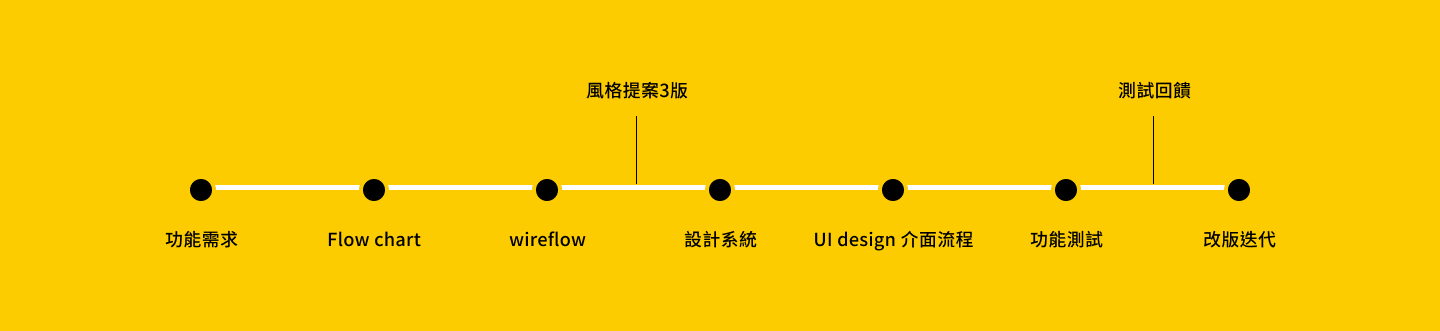 風格提案3版
測試回饋
功能需求
Flow chart
wireflow
設計系統
UI design 介面流程
功能測試
改版迭代